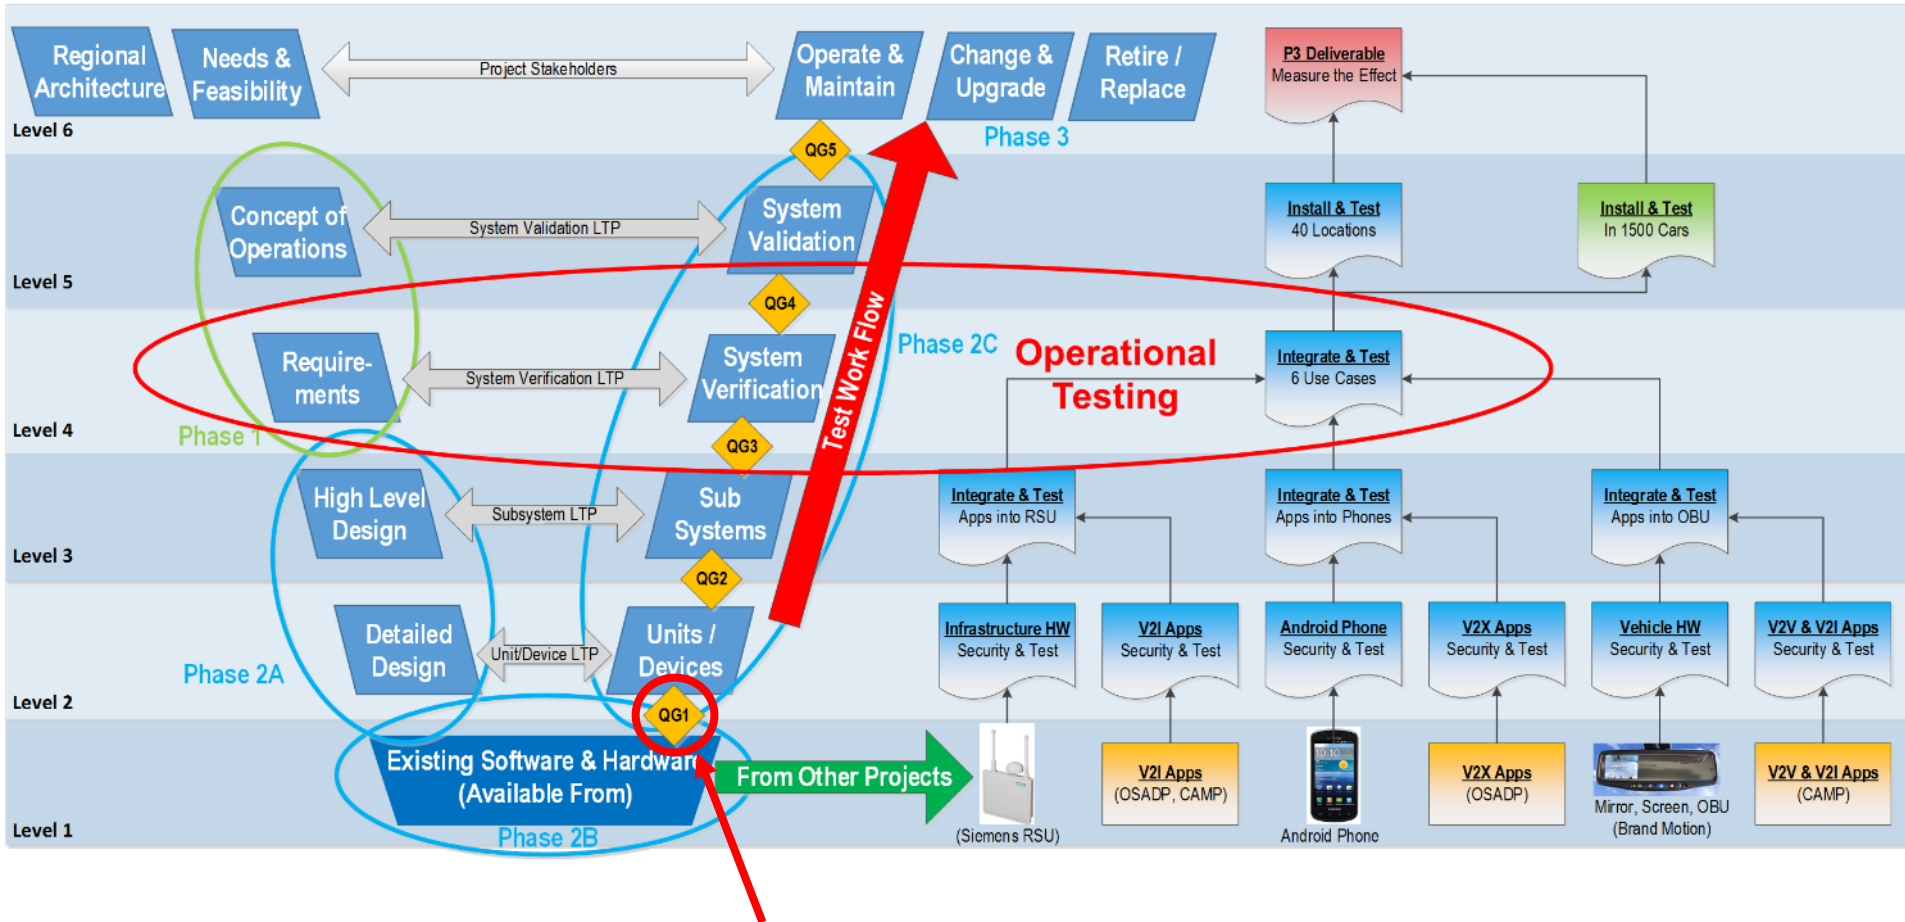 Regional
Architecture
Needs &
Feasibility
Project Stakeholders
Operate &
Maintain
Change &
Upgrade
Retire /
Replace
P3 Deliverable
Measure the Effect
Level 6
Phase 3
QG5
Concept of
Operations
System Validation LTP
System
Validation
Install & Test
40 Locations
Install & Test
In 1500 Cars
Level 5
QG4
Test Work Flow
Phase 2C
Require-
ments
System Verification LTP
System
Verification
Operational
Testing
Integrate & Test
6 Use Cases
Level 4
Phase 1
QG3
High Level
Design
Subsystem LTP
Sub
Systems
Integrate & Test
Apps into RSU
Integrate & Test
Apps into Phones
Integrate & Test
Apps into OBU
Level 3
QG2
Detailed
Design
Unit/Device LTP
Units /
Devices
Infrastructure HW
Security & Test
V2I Apps
Security & Test
Android Phone
Security & Test
V2X Apps
Security & Test
Vehicle HW
Security & Test
V2V & V2I Apps
Security & Test
Phase 2A
Level 2
QG1
Existing Software & Hardware
(Available From)
From Other Projects
V2I Apps
(OSADP, CAMP)
V2X Apps
(OSADP)
V2V & V2I Apps
(CAMP)
Level 1
Phase 2B
(Siemens RSU)
Android Phone
Mirror, Screen, OBU
(Brand Motion)